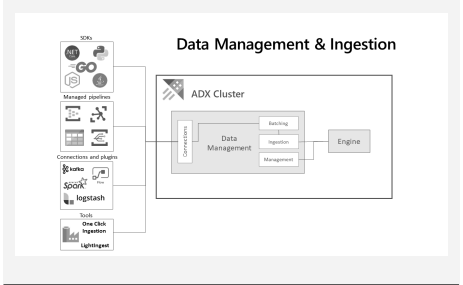 Data Management & Ingestion
SDKs
.NET
GO
JS
Managed pipelines
Connections and plugins
kafka
Flow
Spark
logstash
Tools
One Click
Ingestion
LightIngest
ADX Cluster
Connections
Data
Management
Batching
Ingestion
Management
Engine